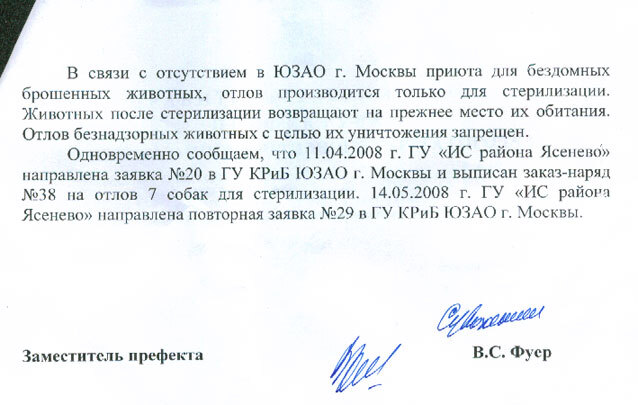 В связи с отсутствием в ЮЗАО г. Москвы приюта для бездомных
брошенных животных, отлов производится только для стерилизации.
Животных после стерилизации возвращают на прежнее место их обитания.
Отлов безнадзорных животных с целью их уничтожения запрещен.
Одновременно сообщаем, что 11.04.2008 г. ГУ «ИС района Ясенево»
направлена заявка №20 в ГУ КРиБ ЮЗАО г. Москвы и выписан заказ-наряд
№38 на отлов 7 собак для стерилизации. 14.05.2008 г. ГУ «ИС района
Ясенево» направлена повторная заявка №29 в ГУ КРиБ ЮЗАО г. Москвы.
Заместитель префекта В.С. Фуер